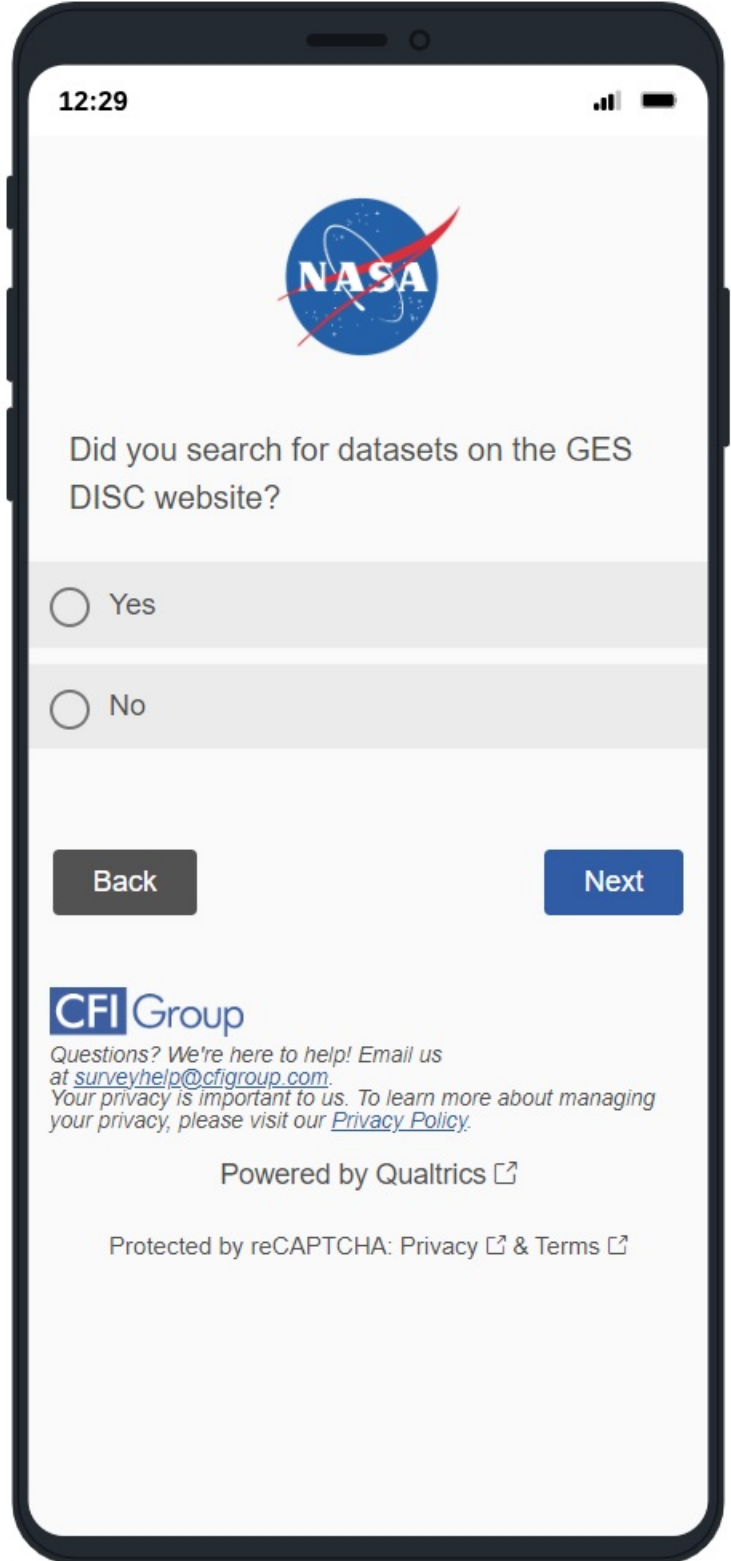 12:29
NASA
Did you search for datasets on the GES
DISC website?
Yes
No
Back
Next
CFI Group
Questions? We're here to help! Email us
at surveyhelp@cfigroup.com.
Your privacy is important to us. To learn more about managing
your privacy, please visit our Privacy Policy.
Powered by Qualtrics
Protected by reCAPTCHA: Privacy & Terms